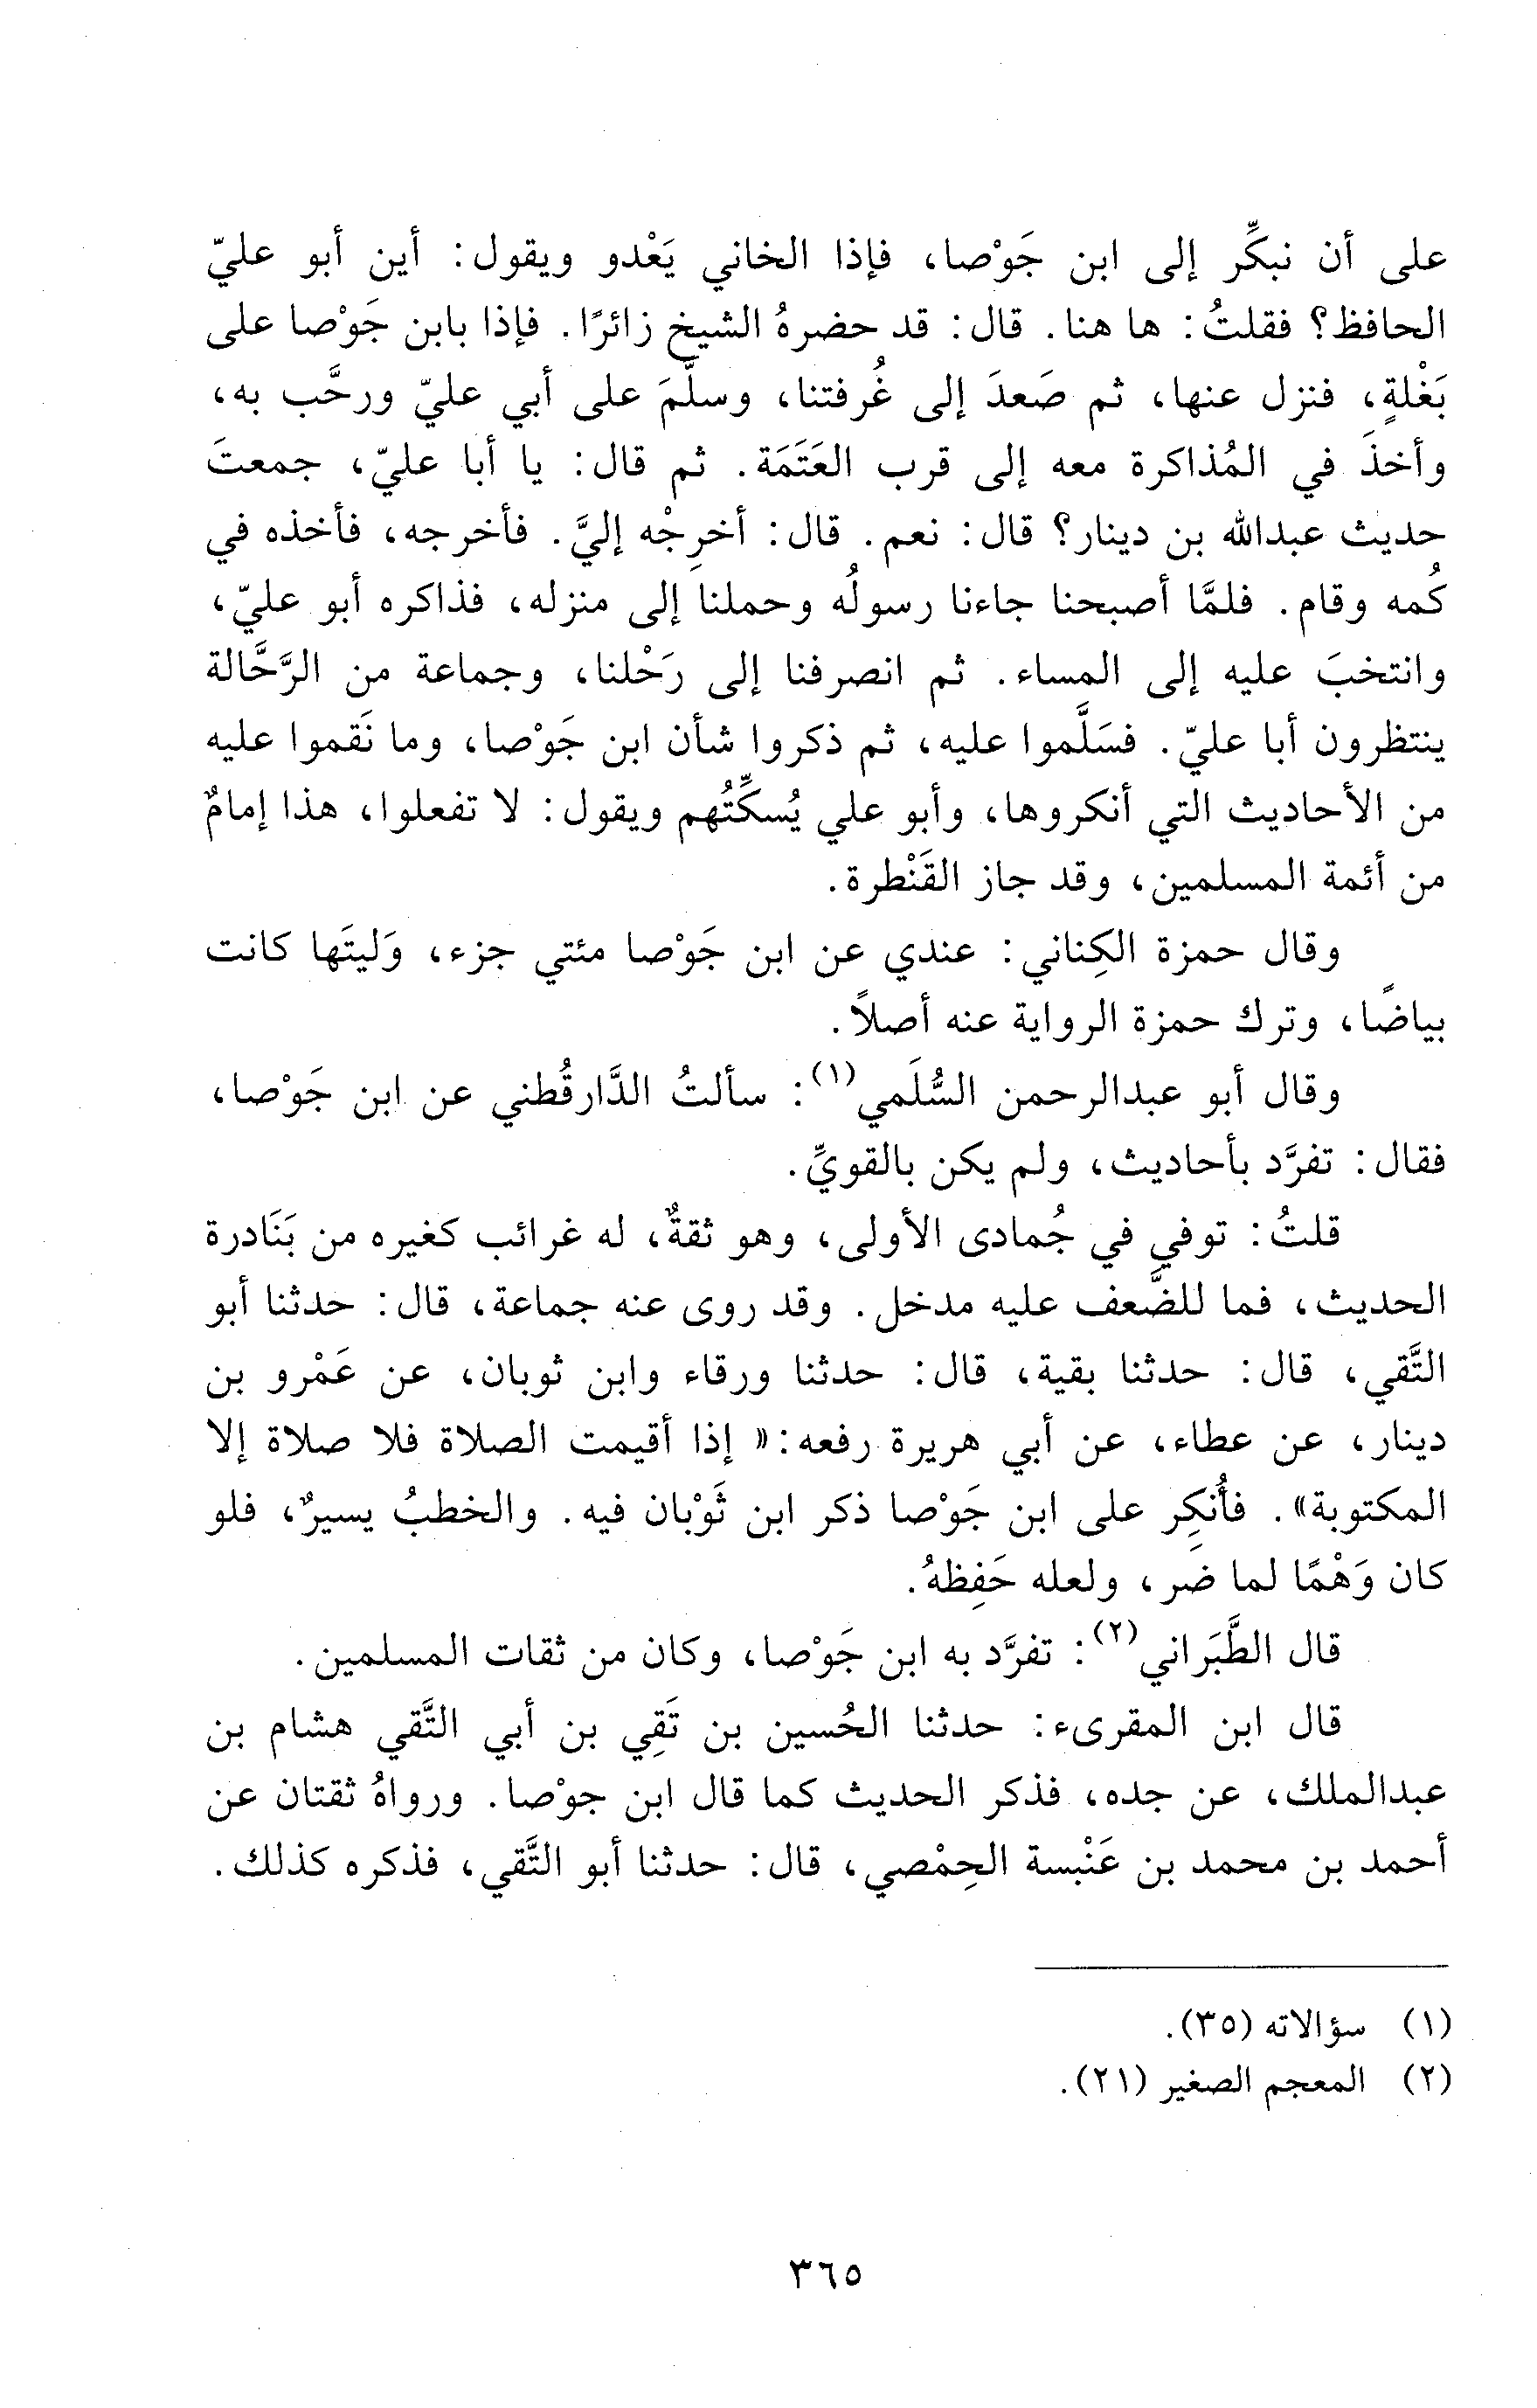 على أن نبكِّر إلى ابن جَوْصا، فإذا الخاني يَعْدو ويقول: أين أبو عليّ
الحافظ؟ فقلتُ: ها هنا. قال: قد حضرهُ الشيخ زائرًا. فإذا بابن جَوْصا على
بَغْلةٍ، فنزل عنها، ثم صَعدَ إلى غُرفتنا، وسلَّمَ على أبي عليّ ورحَّب به،
وأخذَ في المُذاكرة معه إلى قرب العَتَمَة. ثم قال: يا أبا عليّ، جمعتَ
حديث عبدالله بن دينار؟ قال: نعم. قال: أخرِجْه إليَّ. فأخرجه، فأخذه في
كُمه وقام. فلمَّا أصبحنا جاءنا رسولُه وحملنا إلى منزله، فذاكره أبو عليّ،
وانتخبَ عليه إلى المساء. ثم انصرفنا إلى رَحْلنا، وجماعة من الرَّحَّالة
ينتظرون أبا عليّ. فسَلَّموا عليه، ثم ذكروا شأن ابن جَوْصا، وما نَقموا عليه
من الأحاديث التي أنكروها، وأبو علي يُسكِّتُهم ويقول: لا تفعلوا، هذا إمامٌ
من أئمة المسلمين، وقد جاز القَنْطرة.
وقال حمزة الكِناني: عندي عن ابن جَوْصا مئتي جزء، وَليتَها كانت
بياضًا، وترك حمزة الرواية عنه أصلاً.
وقال أبو عبدالرحمن السُّلَمي(١): سألتُ الدَّارقُطني عن ابن جَوْصا،
فقال: تفرَّد بأحاديث، ولم يكن بالقويِّ.
قلتُ: توفي في جُمادى الأولى، وهو ثقةٌ، له غرائب كغيره من بَنَادرة
الحديث، فما للضَّعف عليه مدخل. وقد روى عنه جماعة، قال: حدثنا أبو
التَّقي، قال: حدثنا بقية، قال: حدثنا ورقاء وابن ثوبان، عن عَمْرو بن
دينار، عن عطاء، عن أبي هريرة رفعه: «إذا أقيمت الصلاة فلا صلاة إلا
المكتوبة». فأُنكِر على ابن جَوْصا ذكر ابن ثَوْبان فيه. والخطبُ يسيرٌ، فلو
كان وَهْمًا لما ضَر، ولعله حَفِظهُ.
قال الطَّبَراني(٢): تفرَّد به ابن جَوْصا، وكان من ثقات المسلمين.
قال ابن المقرىء: حدثنا الحُسين بن تَقِي بن أبي التَّقي هشام بن
عبدالملك، عن جده، فذكر الحديث كما قال ابن جوْصا. ورواهُ ثقتان عن
أحمد بن محمد بن عَنْبسة الحِمْصي، قال: حدثنا أبو التَّقي، فذكره كذلك.
(١) سؤالاته (٣٥).
(٢) المعجم الصغير (٢١).
٣٦٥